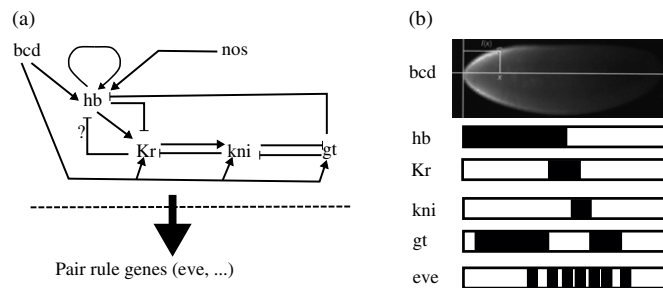 (a)
bcd
nos
hb
?
Kr
kni
gt
Pair rule genes (eve, ...)
(b)
bcd
x
hb
Kr
kni
gt
eve